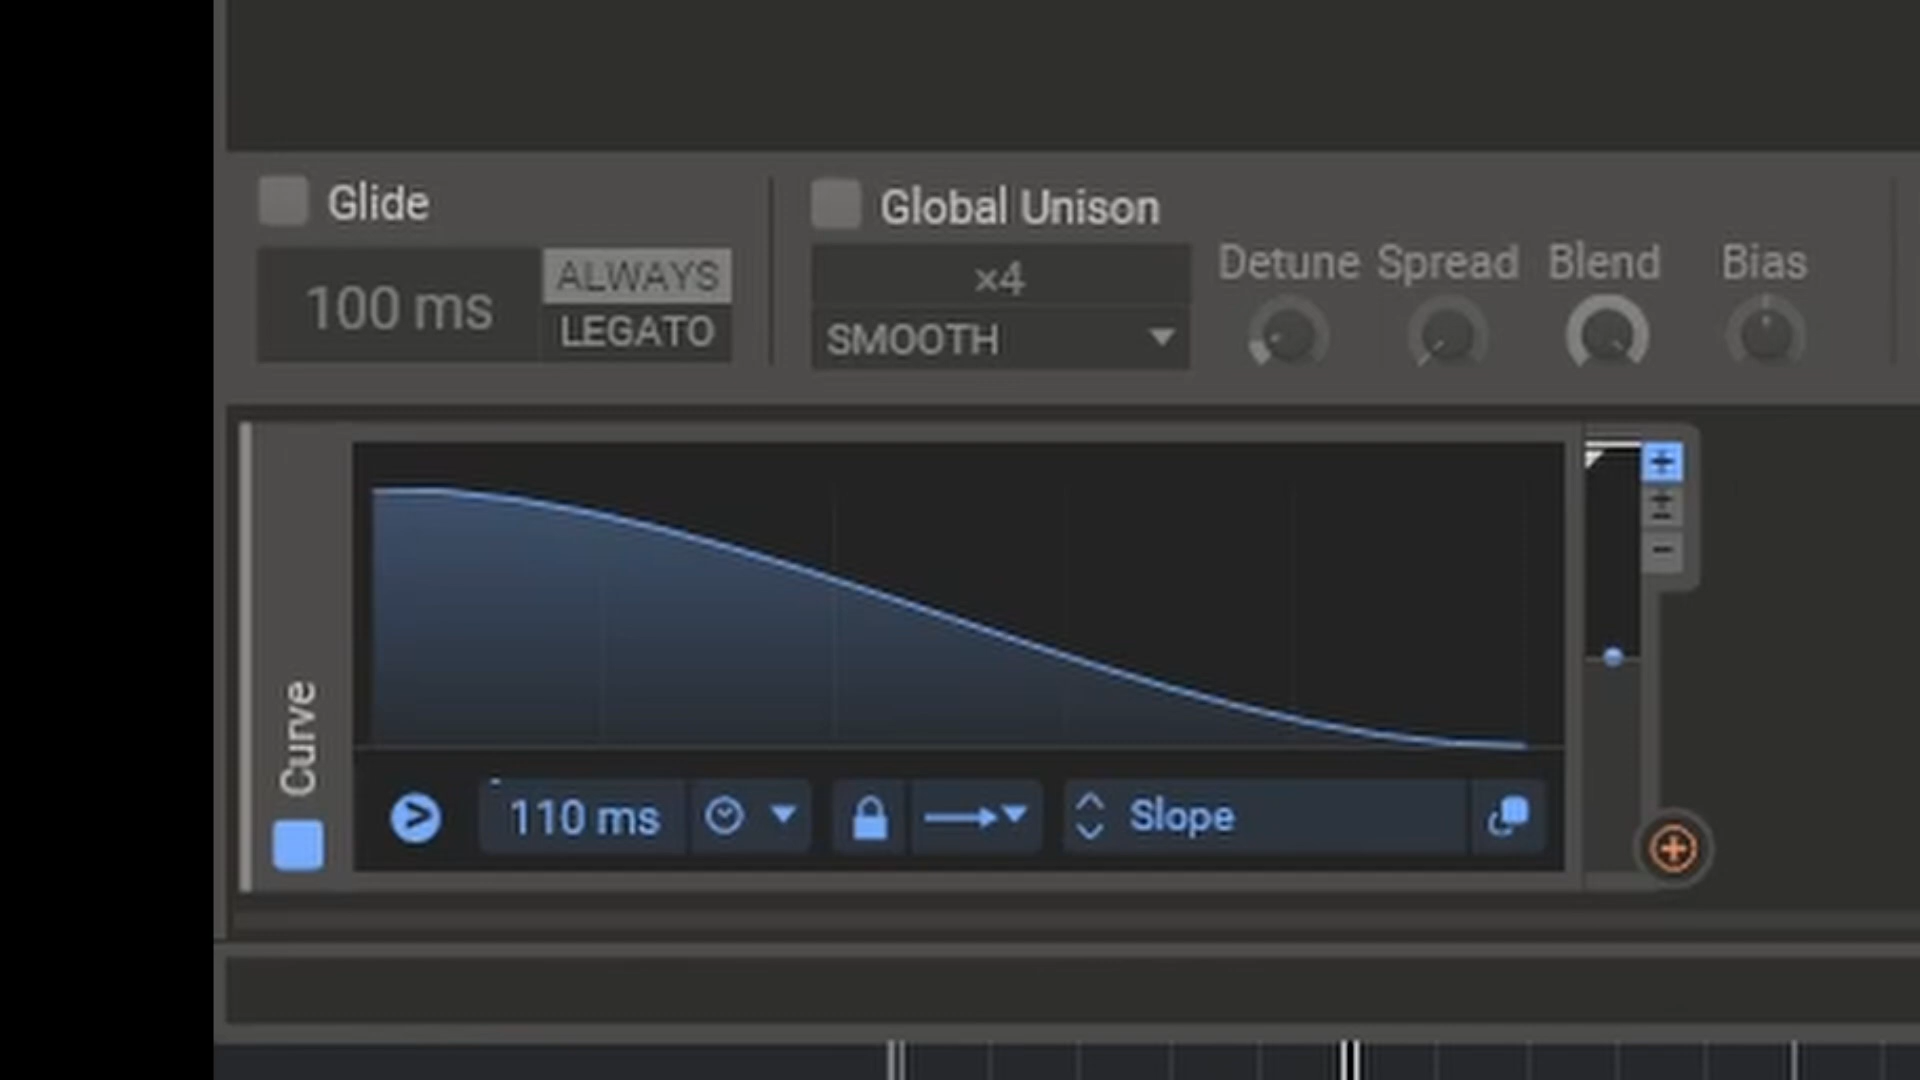 Glide
100 ms
ALWAYS
LEGATO
Global Unison
×4
SMOOTH
Detune Spread Blend Bias
Curve
110 ms
Slope